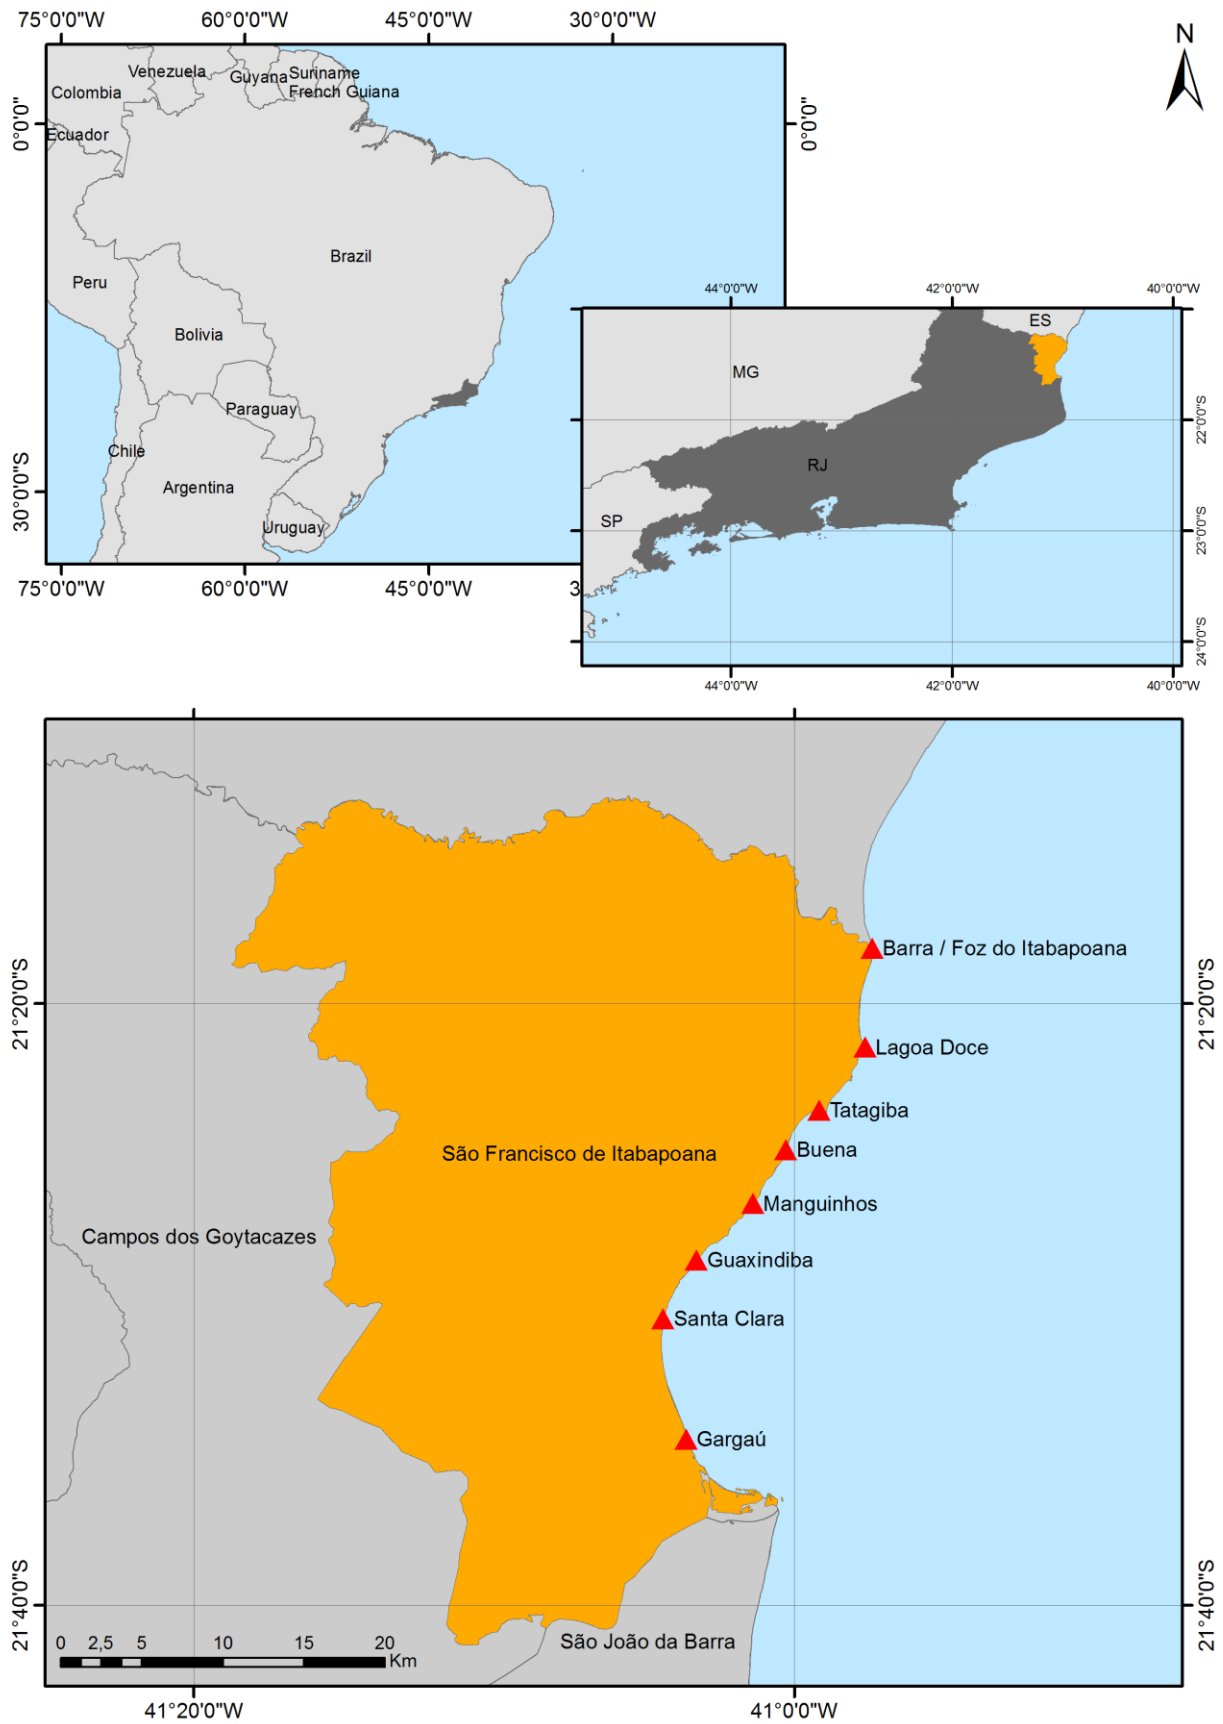 75°0'0"W 60°0'0"W 45°0'0"W 30°0'0"W
N
Venezuela
Guyana
Suriname
French Guiana
Colombia
Ecuador
0°0'0"
0°0'0"
Brazil
Peru
Bolivia
Paraguay
Chile
Argentina
Uruguay
30°0'0"S
75°0'0"W 60°0'0"W 45°0'0"W 3
44°0'0"W 42°0'0"W 40°0'0"W
ES
MG
RJ
SP
22°0'0"S
23°0'0"S
24°0'0"S
44°0'0"W 42°0'0"W 40°0'0"W
Barra / Foz do Itabapoana
21°20'0"S
21°20'0"S
Lagoa Doce
Tatagiba
Buena
São Francisco de Itabapoana
Manguinhos
Campos dos Goytacazes
Guaxindiba
Santa Clara
Gargaú
21°40'0"S
21°40'0"S
São João da Barra
0 2,5 5 10 15 20
Km
41°20'0"W 41°0'0"W